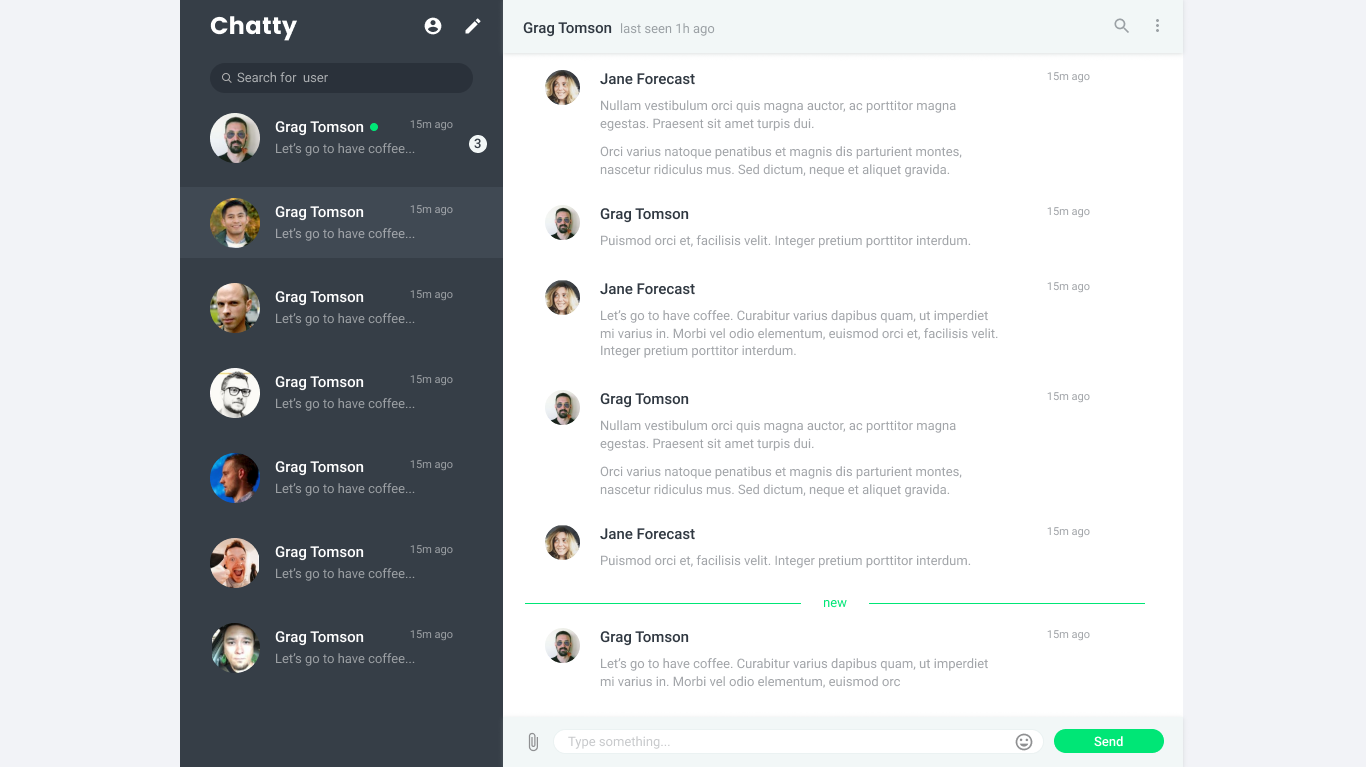 Chatty
Search for user
Grag Tomson
15m ago
Let's go to have coffee...
3
Grag Tomson
15m ago
Let's go to have coffee...
Grag Tomson
15m ago
Let's go to have coffee...
Grag Tomson
15m ago
Let's go to have coffee...
Grag Tomson
15m ago
Let's go to have coffee...
Grag Tomson
15m ago
Let's go to have coffee...
Grag Tomson
15m ago
Let's go to have coffee...
Grag Tomson last seen 1h ago
Jane Forecast
15m ago
Nullam vestibulum orci quis magna auctor, ac porttitor magna
egestas. Praesent sit amet turpis dui.
Orci varius natoque penatibus et magnis dis parturient montes,
nascetur ridiculus mus. Sed dictum, neque et aliquet gravida.
Grag Tomson
15m ago
Puismod orci et, facilisis velit. Integer pretium porttitor interdum.
Jane Forecast
15m ago
Let's go to have coffee. Curabitur varius dapibus quam, ut imperdiet
mi varius in. Morbi vel odio elementum, euismod orci et, facilisis velit.
Integer pretium porttitor interdum.
Grag Tomson
15m ago
Nullam vestibulum orci quis magna auctor, ac porttitor magna
egestas. Praesent sit amet turpis dui.
Orci varius natoque penatibus et magnis dis parturient montes,
nascetur ridiculus mus. Sed dictum, neque et aliquet gravida.
Jane Forecast
15m ago
Puismod orci et, facilisis velit. Integer pretium porttitor interdum.
new
Grag Tomson
15m ago
Let's go to have coffee. Curabitur varius dapibus quam, ut imperdiet
mi varius in. Morbi vel odio elementum, euismod orc
Type something...
Send